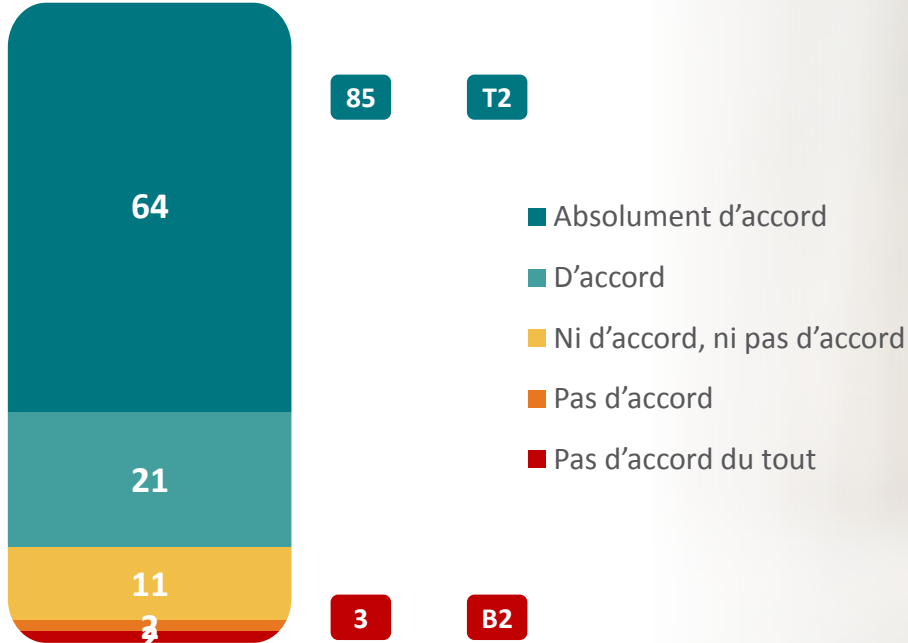 85 T2
64
Absolument d’accord
D’accord
Ni d’accord, ni pas d’accord
Pas d’accord
Pas d’accord du tout
21
11
3 B2